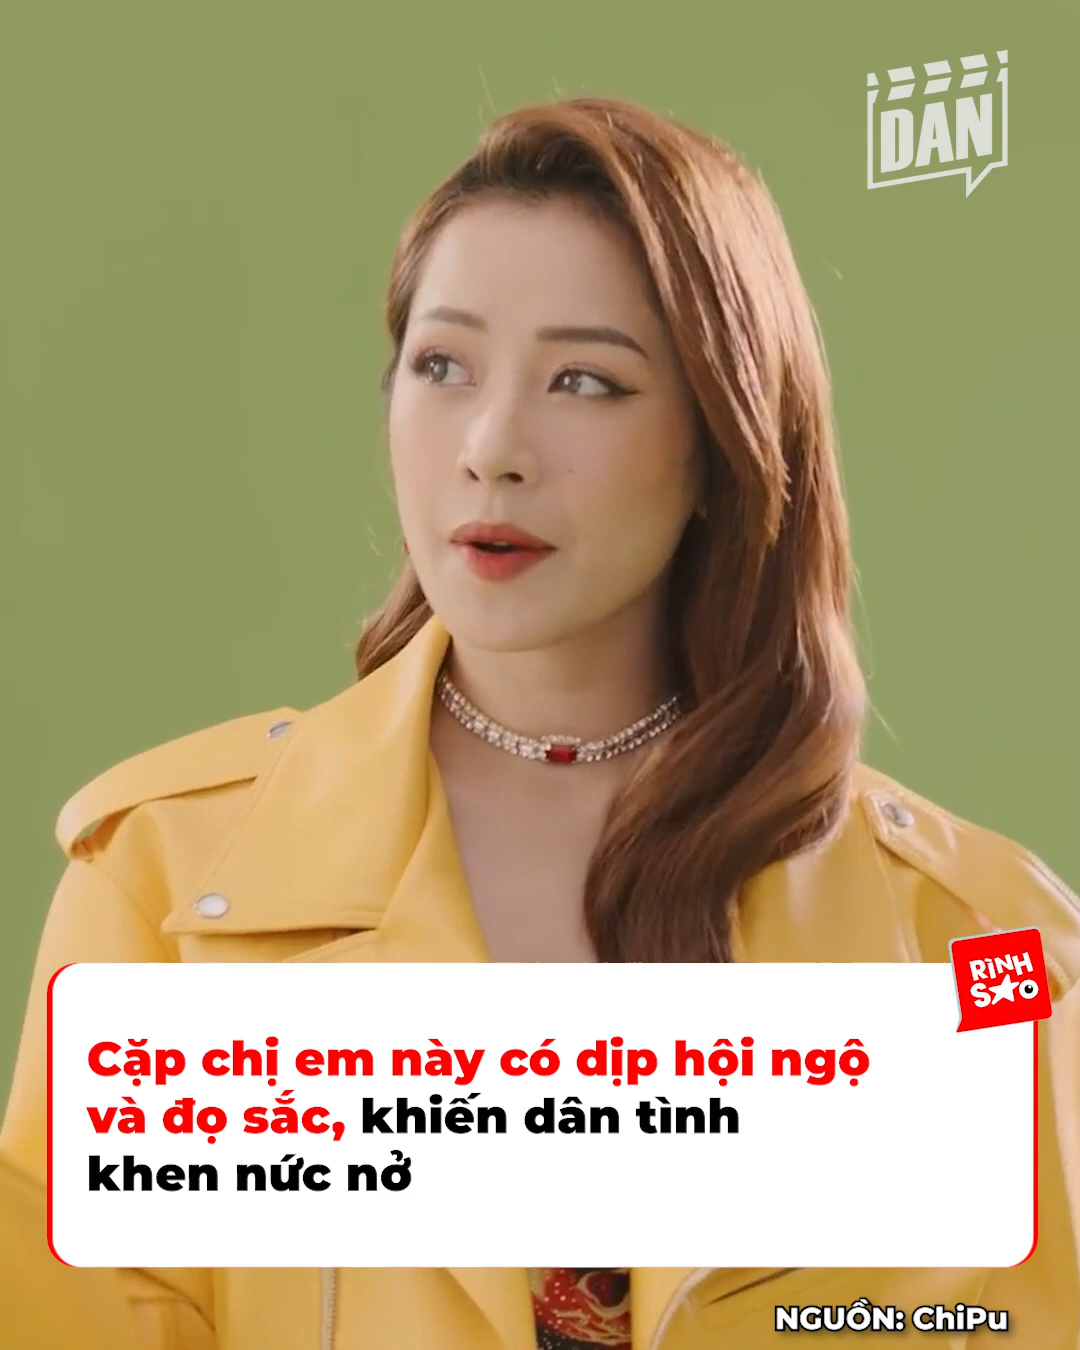 DAN
RÌNH
SAO
Cặp chị em này có dịp hội ngộ
và đọ sắc, khiến dân tình
khen nức nở
NGUỒN: ChiPu